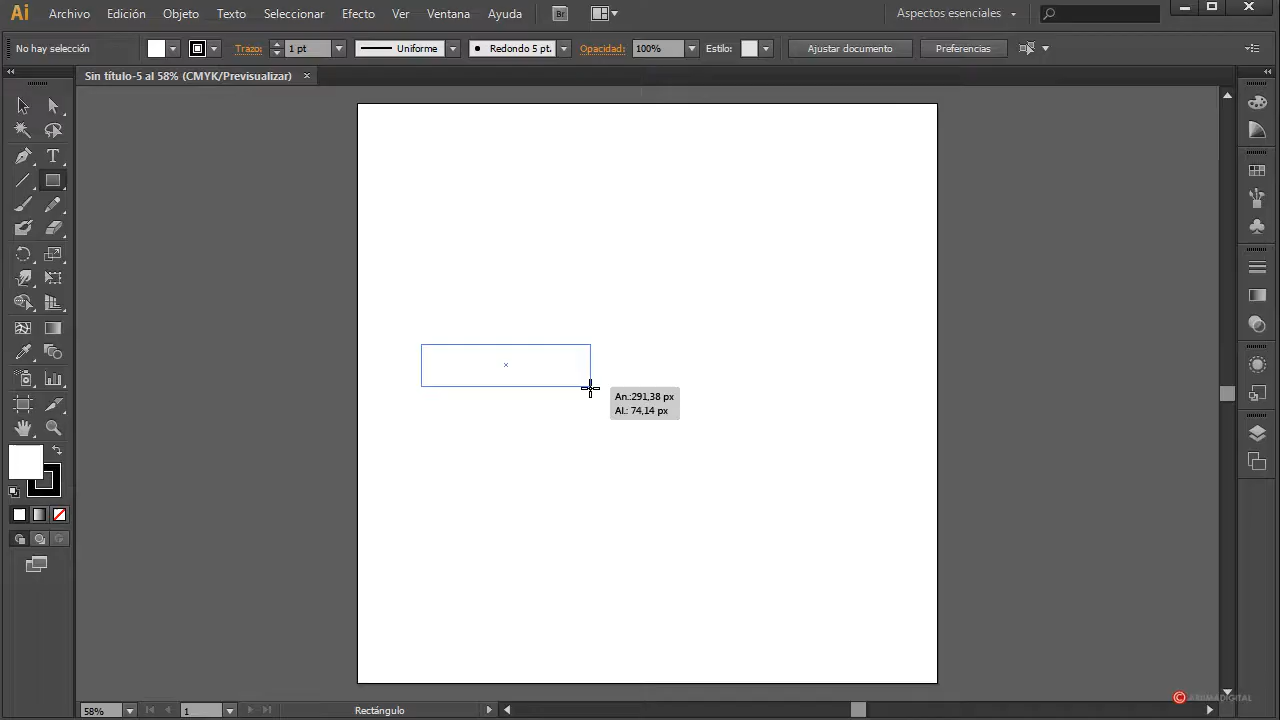 Ai Archivo Edición Objeto Texto Seleccionar Efecto Ver Ventana Ayuda Br Aspectos esenciales
No hay selección Trazo: 1 pt Uniforme Redondo 5 pt. Opacidad: 100% Estilo: Ajustar documento Preferencias
Sin título-5 al 58% (CMYK/Previsualizar)
An.:291,38 px
Al.: 74,14 px
58% 1 Rectángulo